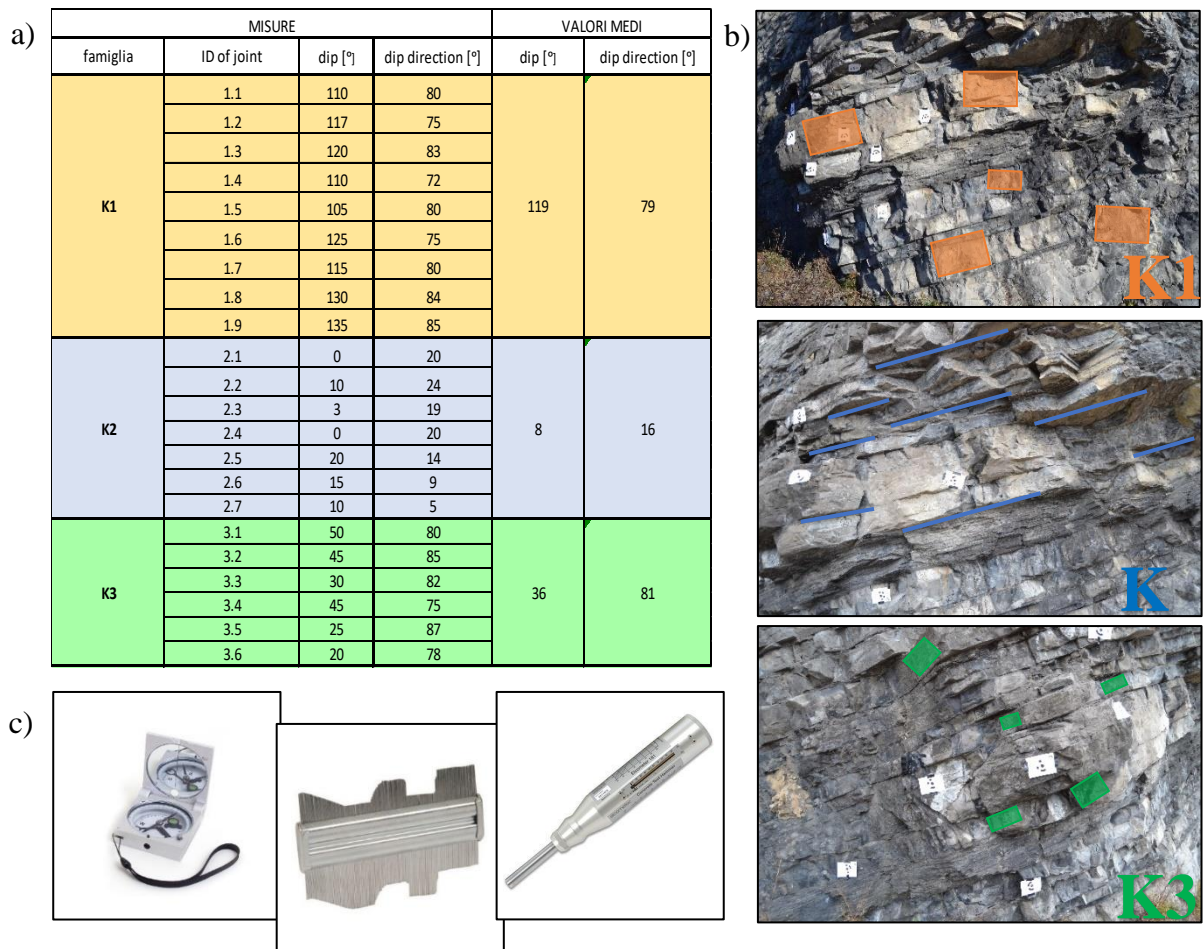 a)
MISURE VALORI MEDI
famiglia ID of joint dip [°] dip direction [°] dip [°] dip direction [°]
K1
1.1 110 80
1.2 117 75
1.3 120 83
1.4 110 72
1.5 105 80 119 79
1.6 125 75
1.7 115 80
1.8 130 84
1.9 135 85
K2
2.1 0 20
2.2 10 24
2.3 3 19
2.4 0 20 8 16
2.5 20 14
2.6 15 9
2.7 10 5
K3
3.1 50 80
3.2 45 85
3.3 30 82 36 81
3.4 45 75
3.5 25 87
3.6 20 78
b)
K1
K
K3
c)